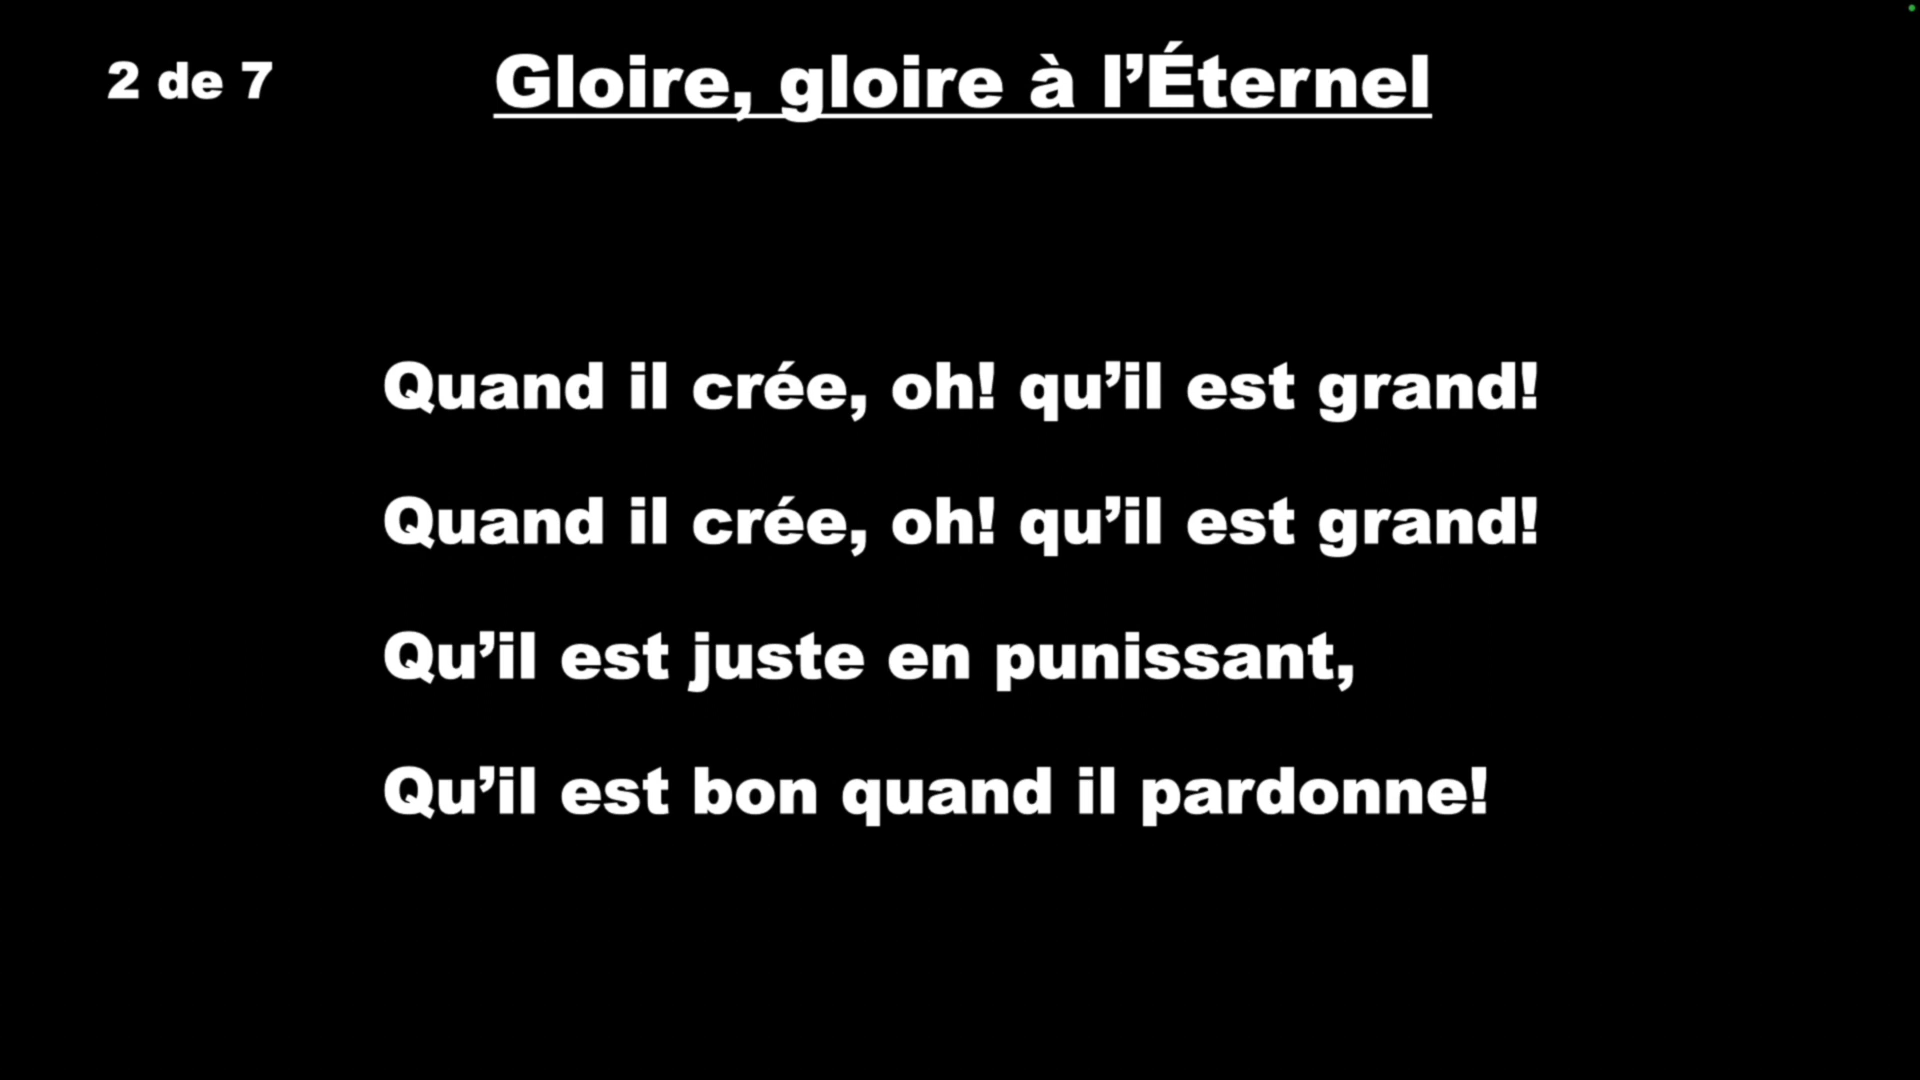 2 de 7
Gloire, gloire à l’Éternel
Quand il crée, oh! qu’il est grand!
Quand il crée, oh! qu’il est grand!
Qu’il est juste en punissant,
Qu’il est bon quand il pardonne!